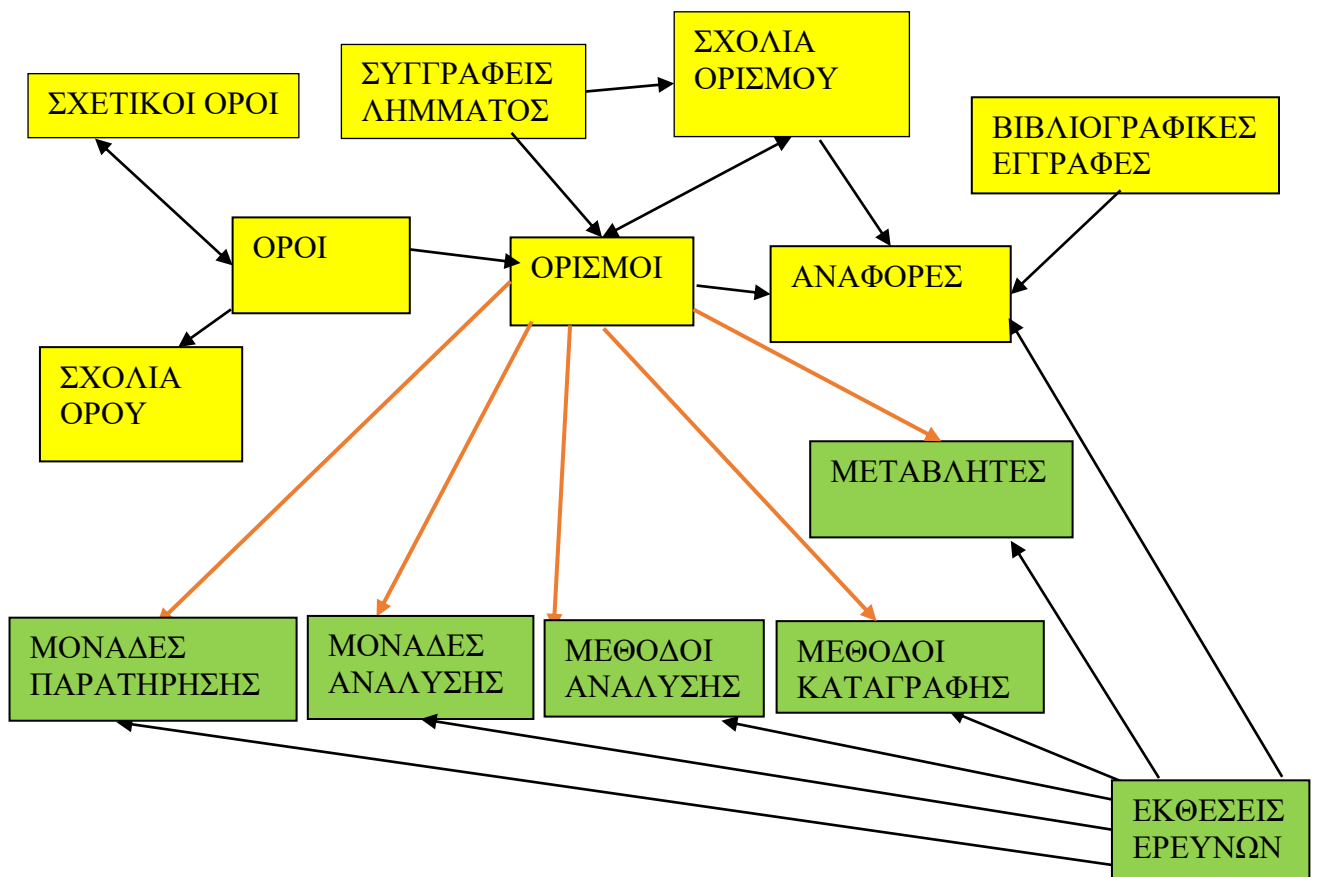 ΣΧΕΤΙΚΟΙ ΟΡΟΙ
ΣΥΓΓΡΑΦΕΙΣ
ΛΗΜΜΑΤΟΣ
ΣΧΟΛΙΑ
ΟΡΙΣΜΟΥ
ΒΙΒΛΙΟΓΡΑΦΙΚΕΣ
ΕΓΓΡΑΦΕΣ
ΟΡΟΙ
ΟΡΙΣΜΟΙ
ΑΝΑΦΟΡΕΣ
ΣΧΟΛΙΑ
ΟΡΟΥ
ΜΕΤΑΒΛΗΤΕΣ
ΜΟΝΑΔΕΣ
ΠΑΡΑΤΗΡΗΣΗΣ
ΜΟΝΑΔΕΣ
ΑΝΑΛΥΣΗΣ
ΜΕΘΟΔΟΙ
ΑΝΑΛΥΣΗΣ
ΜΕΘΟΔΟΙ
ΚΑΤΑΓΡΑΦΗΣ
ΕΚΘΕΣΕΙΣ
ΕΡΕΥΝΩΝ